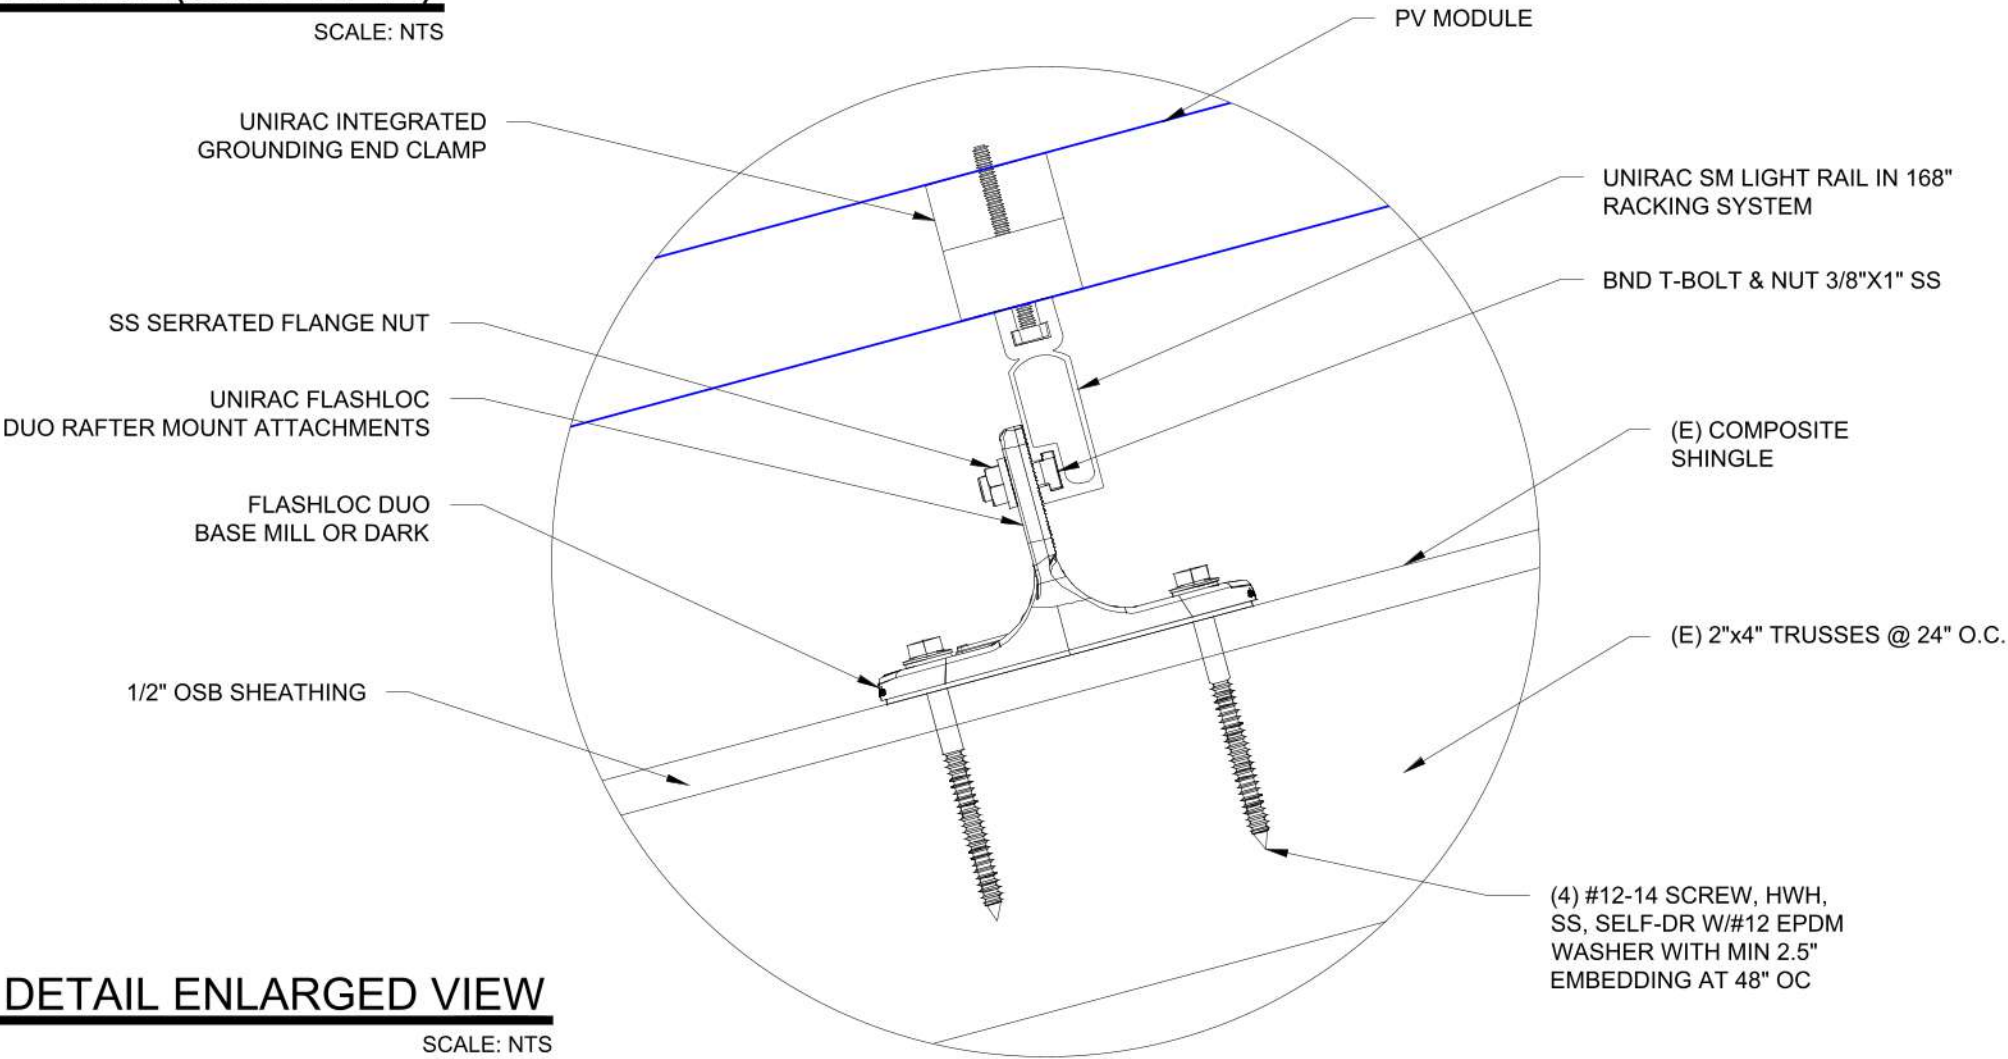 SCALE: NTS
PV MODULE
UNIRAC INTEGRATED
GROUNDING END CLAMP
UNIRAC SM LIGHT RAIL IN 168"
RACKING SYSTEM
BND T-BOLT & NUT 3/8"X1" SS
SS SERRATED FLANGE NUT
UNIRAC FLASHLOC
DUO RAFTER MOUNT ATTACHMENTS
(E) COMPOSITE
SHINGLE
FLASHLOC DUO
BASE MILL OR DARK
(E) 2"x4" TRUSSES @ 24" O.C.
1/2" OSB SHEATHING
(4) #12-14 SCREW, HWH,
SS, SELF-DR W/#12 EPDM
WASHER WITH MIN 2.5"
EMBEDDING AT 48" OC
DETAIL ENLARGED VIEW
SCALE: NTS